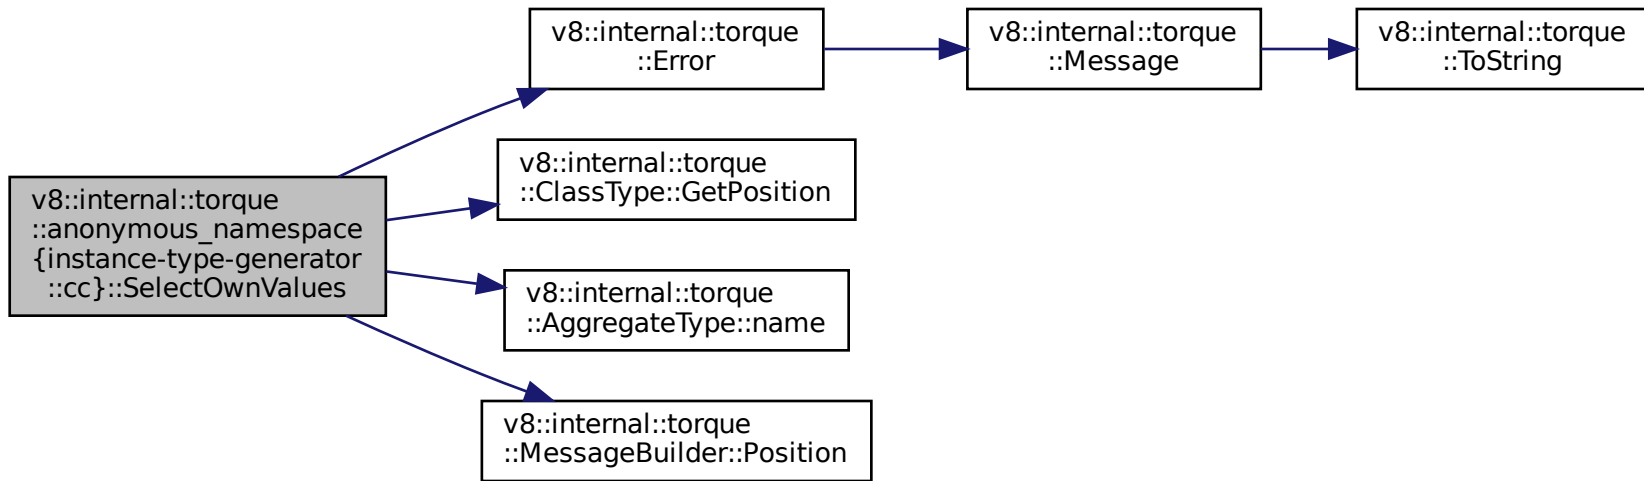 v8::internal::torque
::Error
v8::internal::torque
::Message
v8::internal::torque
::ToString
v8::internal::torque
::ClassType::GetPosition
v8::internal::torque
::anonymous_namespace
{instance-type-generator
::cc}::SelectOwnValues
v8::internal::torque
::AggregateType::name
v8::internal::torque
::MessageBuilder::Position